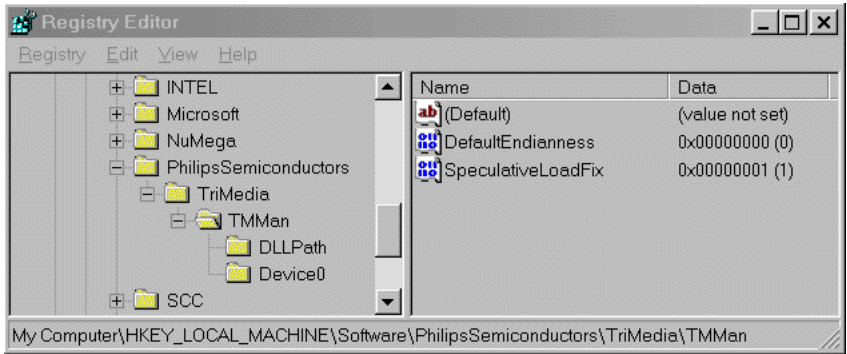 Registry Editor
Registry Edit View Help
INTEL
Microsoft
NuMega
PhilipsSemiconductors
TriMedia
TMMan
DLLPath
Device0
SCC
Name Data
(Default) (value not set)
DefaultEndianness 0x00000000 (0)
SpeculativeLoadFix 0x00000001 (1)
My Computer\HKEY_LOCAL_MACHINE\Software\PhilipsSemiconductors\TriMedia\TMMan